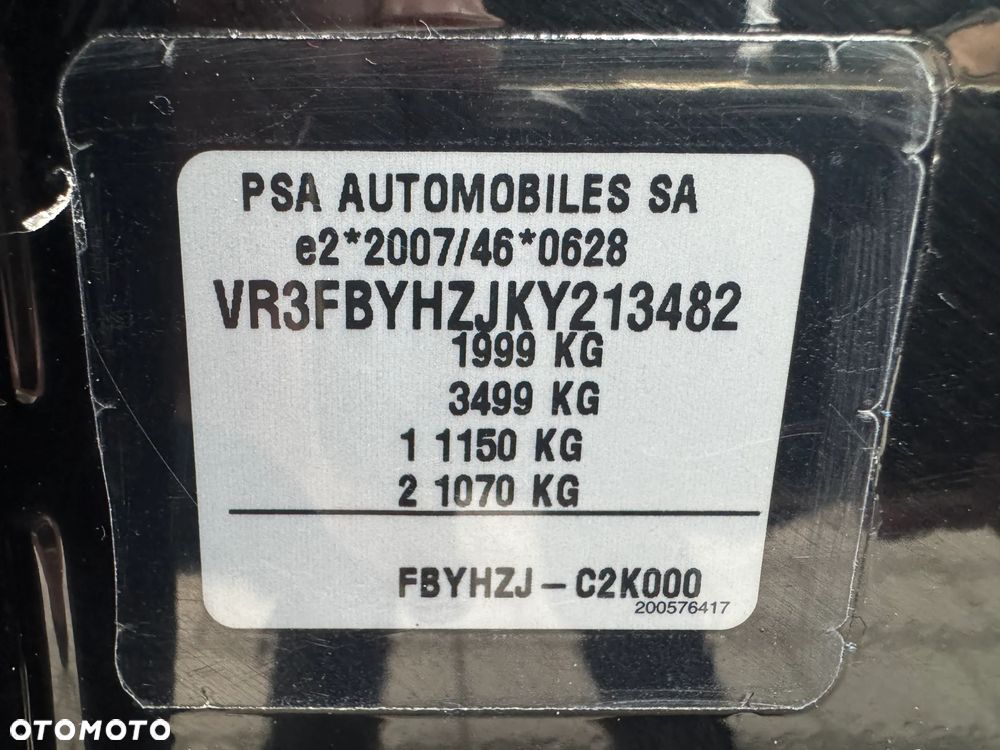 PSA AUTOMOBILES SA
e2*2007/46*0628
VR3FBYHZJKY213482
1999 KG
3499 KG
1 1150 KG
2 1070 KG
FBYHZJ – C2K000
200576417
OTOMOTO